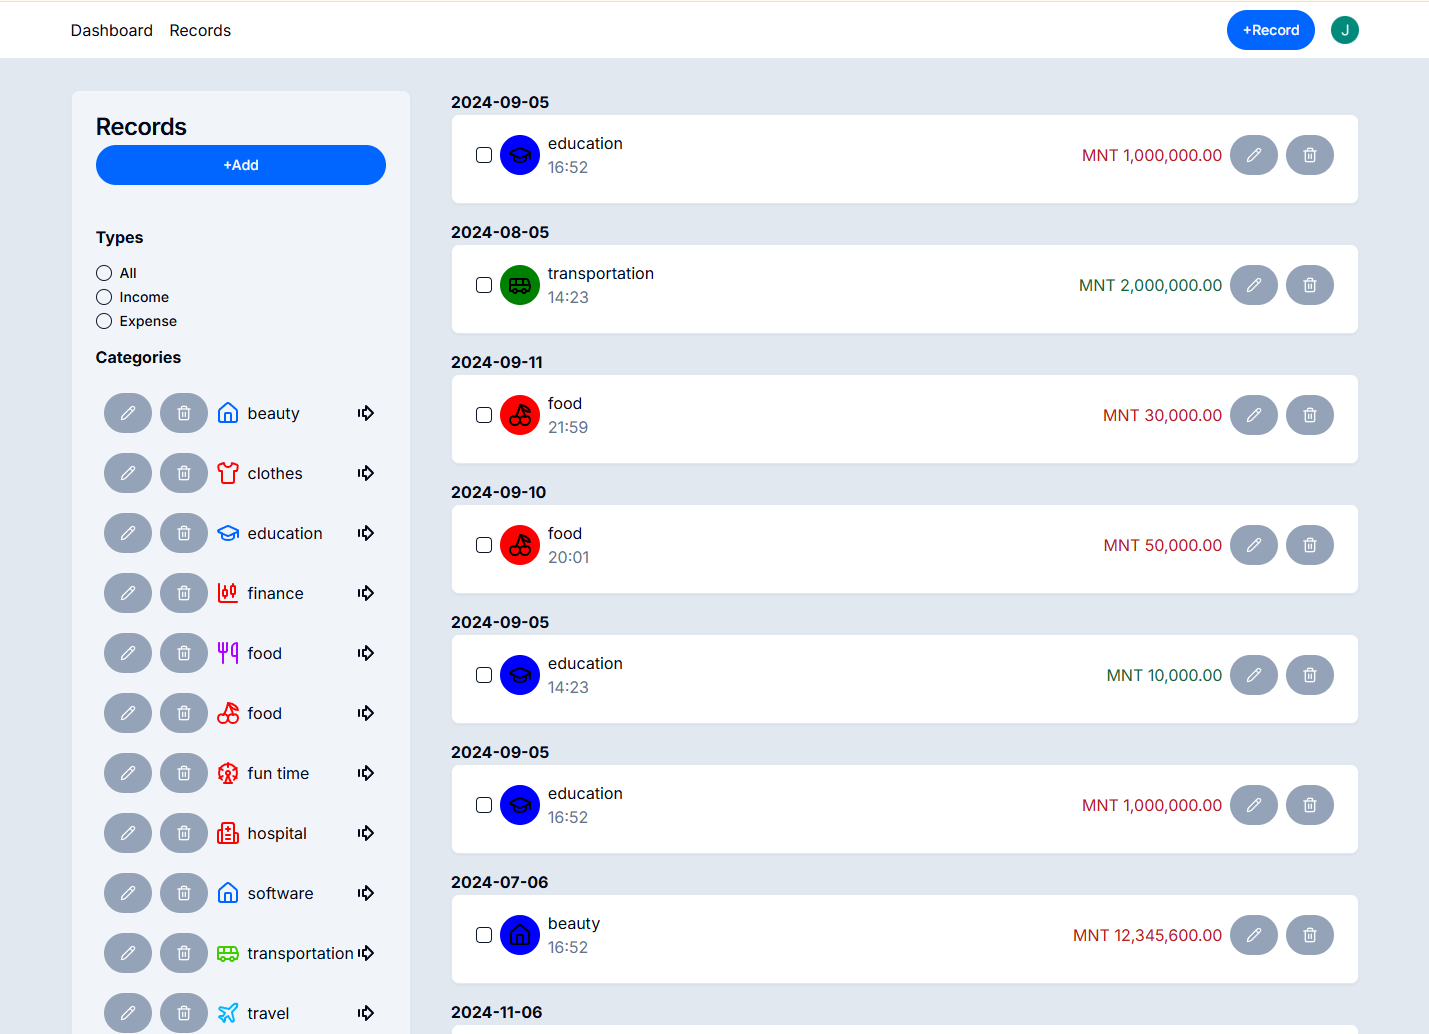 Dashboard Records +Record J
Records
+Add
Types
All
Income
Expense
Categories
beauty
clothes
education
finance
food
food
fun time
hospital
software
transportation
travel
2024-09-05
education
16:52
MNT 1,000,000.00
2024-08-05
transportation
14:23
MNT 2,000,000.00
2024-09-11
food
21:59
MNT 30,000.00
2024-09-10
food
20:01
MNT 50,000.00
2024-09-05
education
14:23
MNT 10,000.00
2024-09-05
education
16:52
MNT 1,000,000.00
2024-07-06
beauty
16:52
MNT 12,345,600.00
2024-11-06